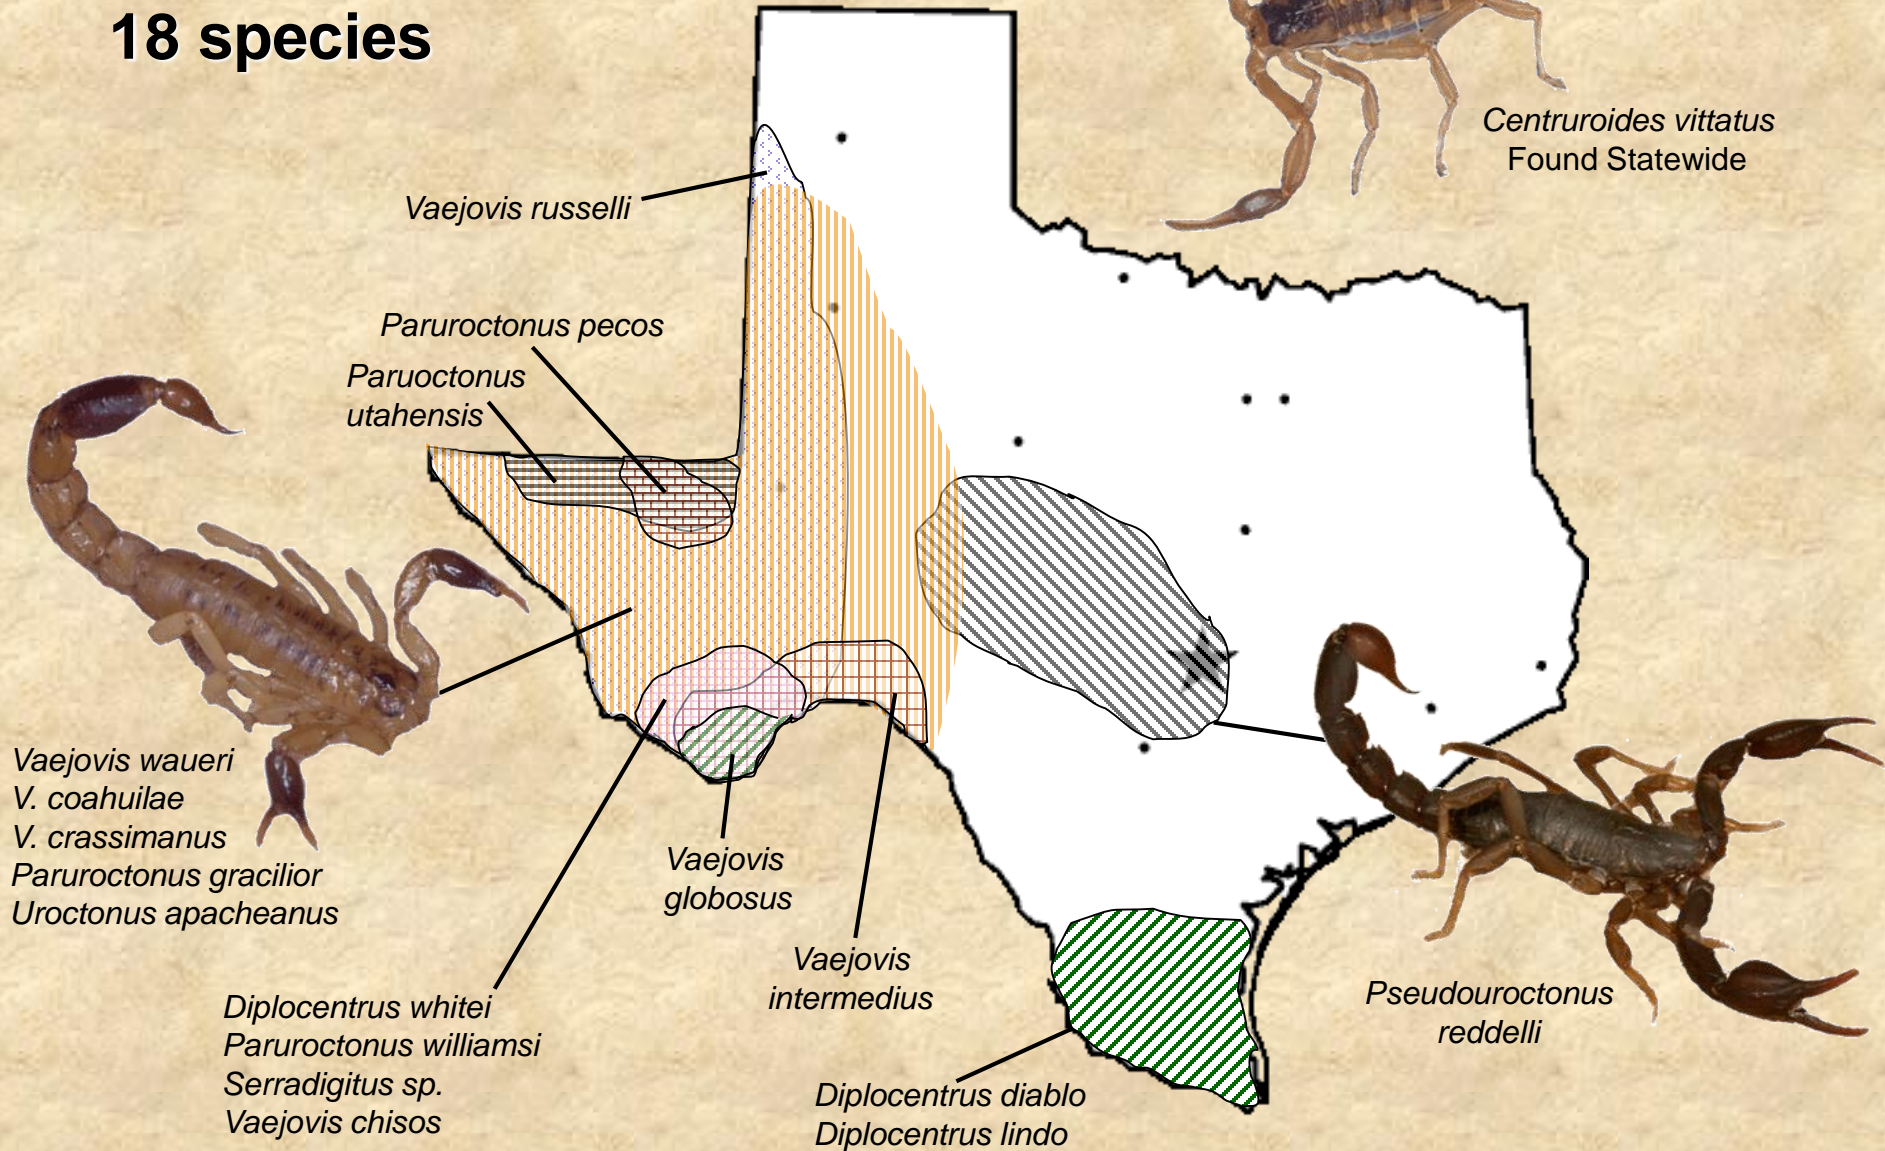 18 species
Centruroides vittatus
Found Statewide
Vaejovis russelli
Paruroctonus pecos
Paruoctonus
utahensis
Vaejovis waueri
V. coahuilae
V. crassimanus
Paruroctonus gracilior
Uroctonus apacheanus
Vaejovis
globosus
Vaejovis
intermedius
Diplocentrus whitei
Paruroctonus williamsi
Serradigitus sp.
Vaejovis chisos
Diplocentrus diablo
Diplocentrus lindo
Pseudouroctonus
reddelli